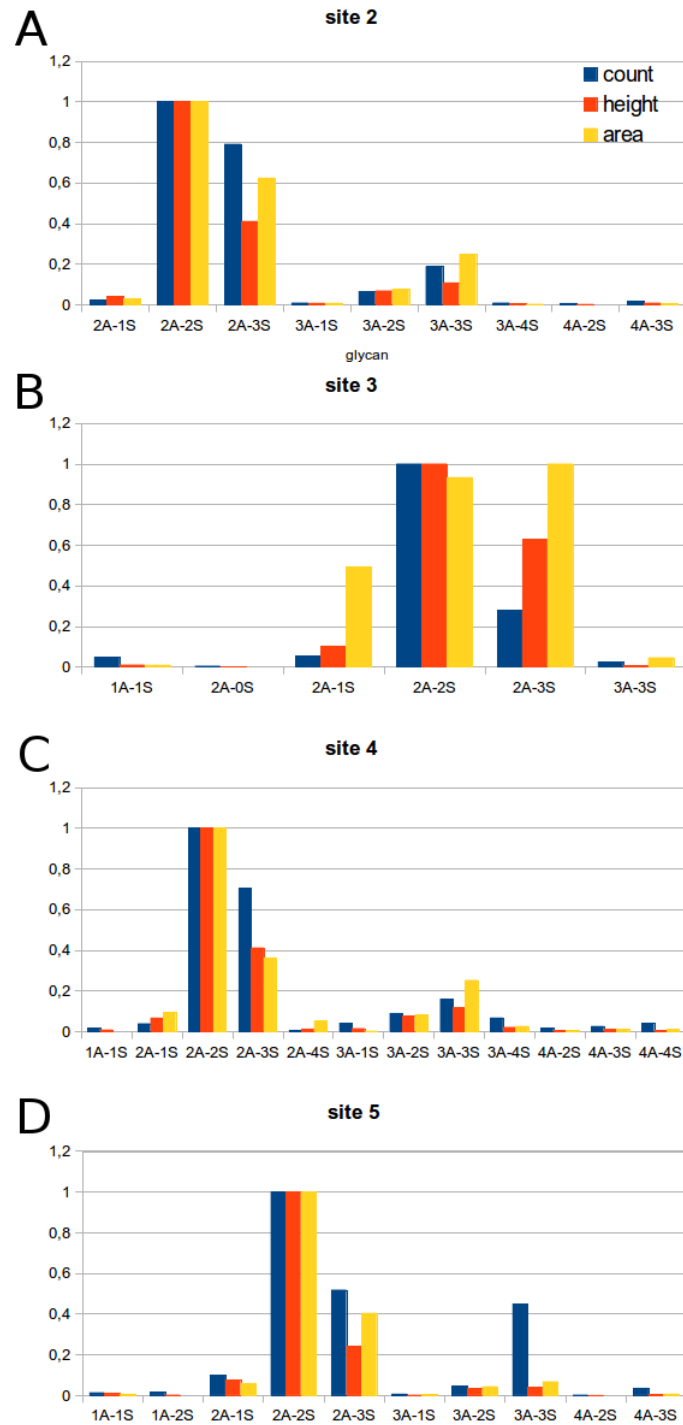 A
site 2
1,2
1
0,8
0,6
0,4
0,2
0
count
height
area
2A-1S 2A-2S 2A-3S 3A-1S 3A-2S 3A-3S 3A-4S 4A-2S 4A-3S
glycan
B
site 3
1,2
1
0,8
0,6
0,4
0,2
0
1A-1S 2A-0S 2A-1S 2A-2S 2A-3S 3A-3S
C
site 4
1,2
1
0,8
0,6
0,4
0,2
0
1A-1S 2A-1S 2A-2S 2A-3S 2A-4S 3A-1S 3A-2S 3A-3S 3A-4S 4A-2S 4A-3S 4A-4S
D
site 5
1,2
1
0,8
0,6
0,4
0,2
0
1A-1S 1A-2S 2A-1S 2A-2S 2A-3S 3A-1S 3A-2S 3A-3S 4A-2S 4A-3S